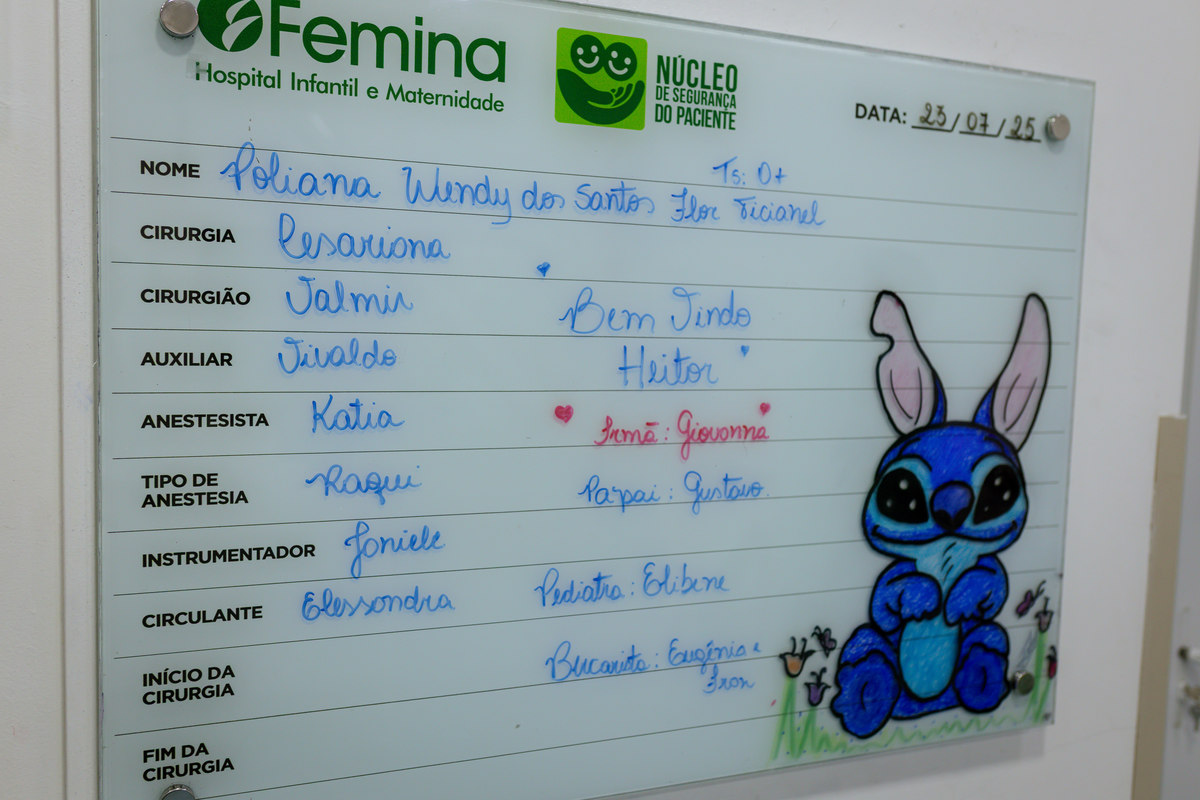 Femina
Hospital Infantil e Maternidade
NÚCLEO
DE SEGURANÇA
DO PACIENTE
DATA: 23/07/25
Ts: O+
NOME Poliana Wendy dos Santos Flor Ticianel
CIRURGIA Cesariana
CIRURGIÃO Jalmir
Bem Vindo
AUXILIAR Tivaldo
Heitor
ANESTESISTA Katia
Irmã: Giovanna
TIPO DE
ANESTESIA Raqui
Papai: Gustavo
INSTRUMENTADOR Joniele
CIRCULANTE Elessandra
Pediatra: Elibene
INÍCIO DA
CIRURGIA
Bucarista: Eugênia e
Iron
FIM DA
CIRURGIA